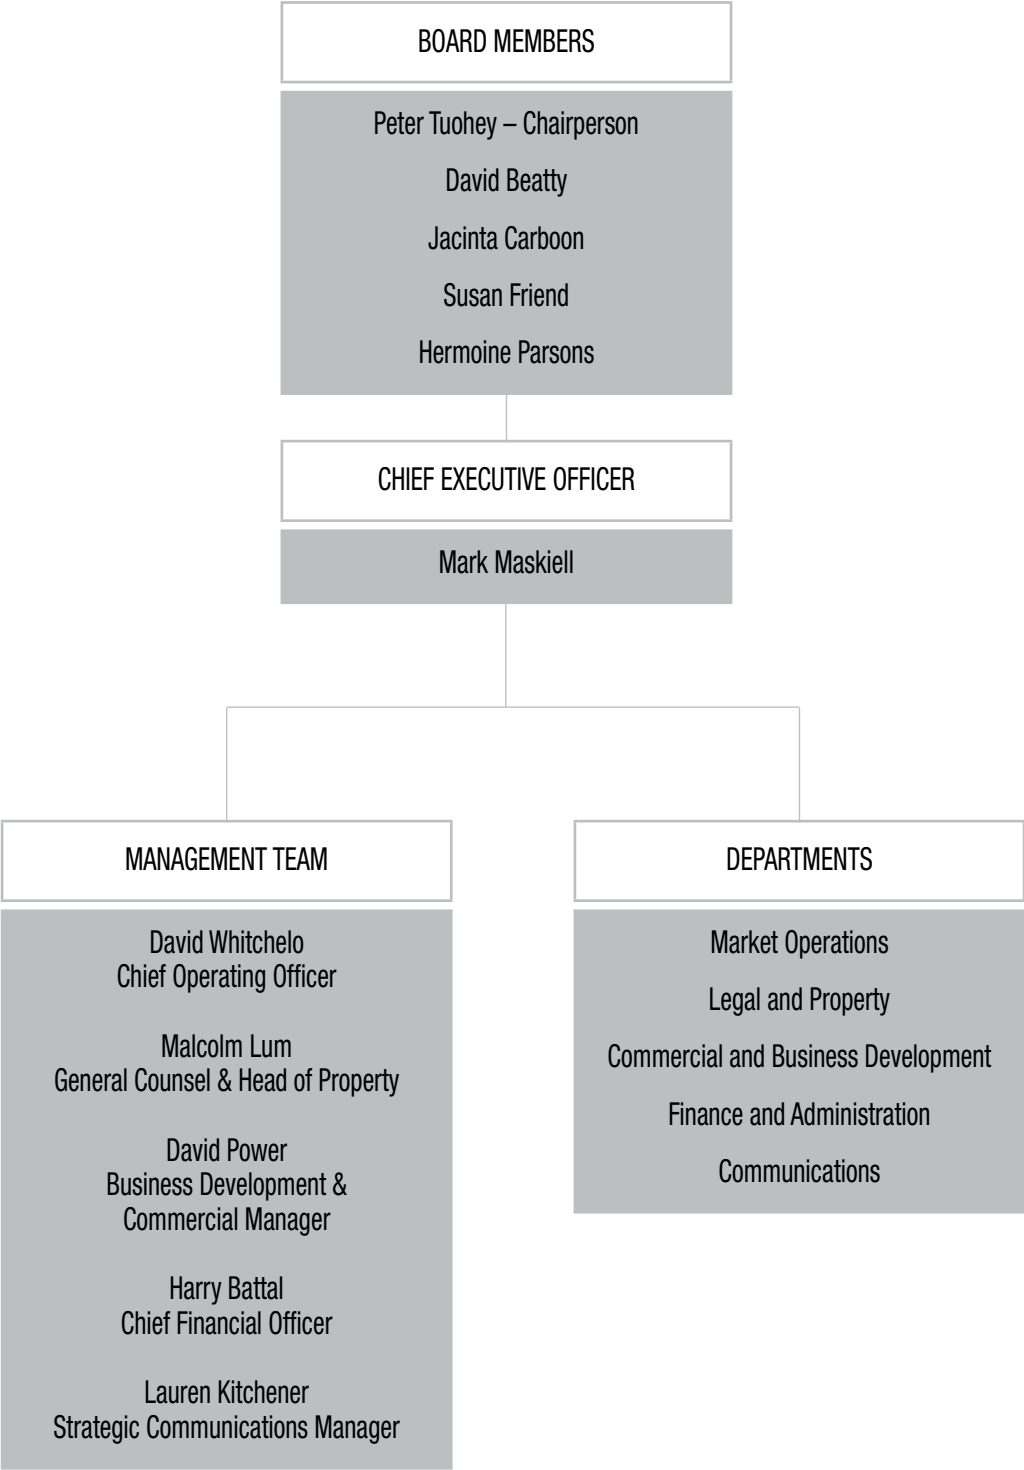 BOARD MEMBERS
Peter Tuohey – Chairperson
David Beatty
Jacinta Carboon
Susan Friend
Hermoine Parsons
CHIEF EXECUTIVE OFFICER
Mark Maskiell
MANAGEMENT TEAM
David Whitchelo
Chief Operating Officer
Malcolm Lum
General Counsel & Head of Property
David Power
Business Development &
Commercial Manager
Harry Battal
Chief Financial Officer
Lauren Kitchener
Strategic Communications Manager
DEPARTMENTS
Market Operations
Legal and Property
Commercial and Business Development
Finance and Administration
Communications